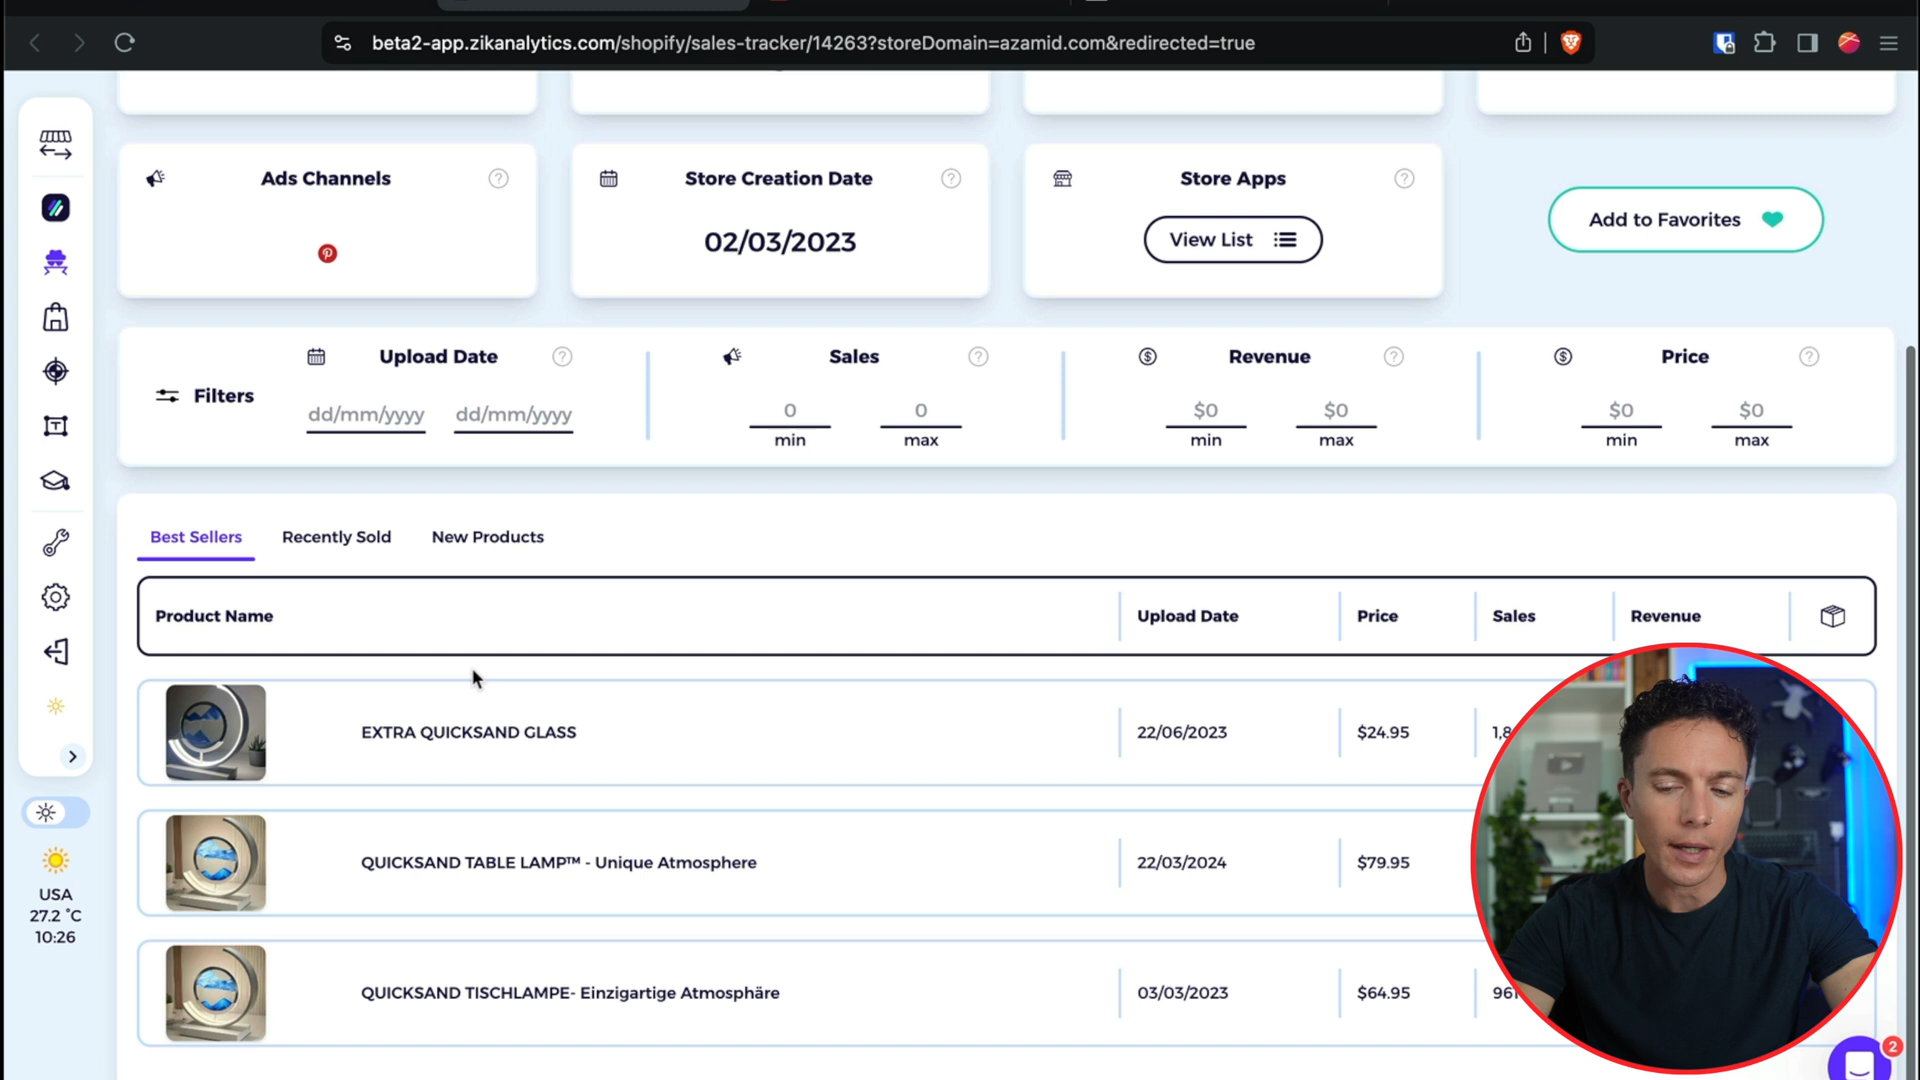 beta2-app.zikanalytics.com/shopify/sales-tracker/14263?storeDomain=azamid.com&redirected=true
Ads Channels ?
Store Creation Date ?
Store Apps ?
02/03/2023
View List
Add to Favorites
Filters
Upload Date ?
Sales ?
Revenue ?
Price ?
dd/mm/yyyy dd/mm/yyyy
0 0
$0 $0
$0 $0
min max
min max
min max
Best Sellers Recently Sold New Products
Product Name Upload Date Price Sales Revenue
EXTRA QUICKSAND GLASS 22/06/2023 $24.95 1,8
QUICKSAND TABLE LAMP™ - Unique Atmosphere 22/03/2024 $79.95
QUICKSAND TISCHLAMPE- Einzigartige Atmosphäre 03/03/2023 $64.95 961
USA
27.2 °C
10:26
2